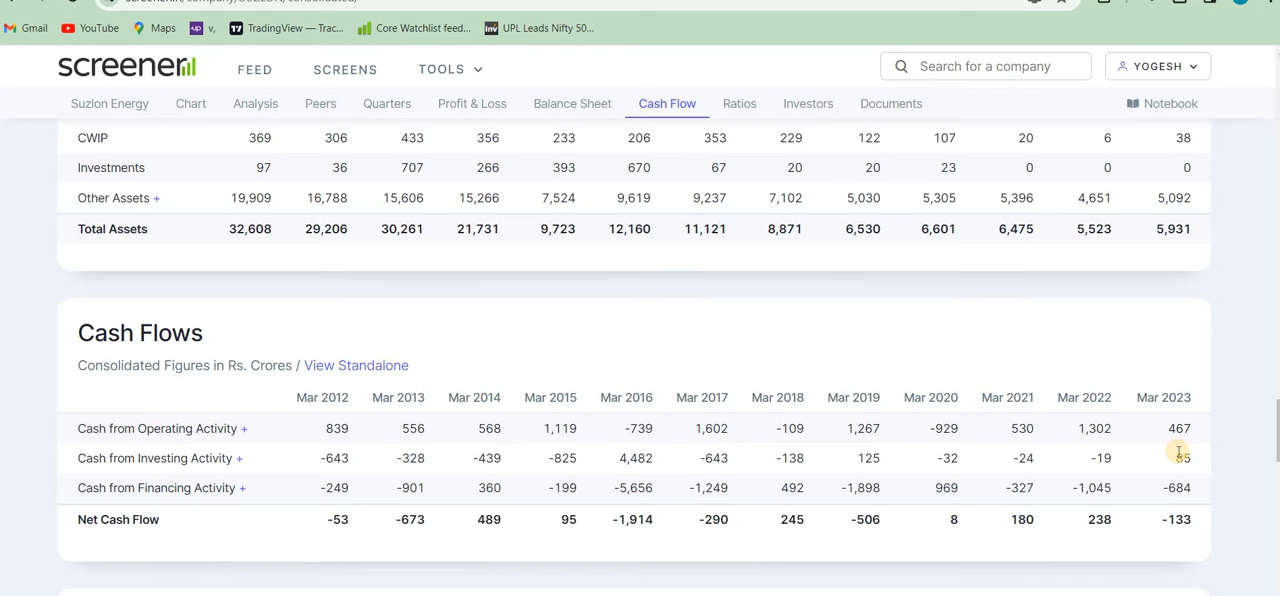 Gmail YouTube Maps v, TradingView — Trac... Core Watchlist feed... UPL Leads Nifty 50...
screener FEED SCREENS TOOLS Search for a company YOGESH
Suzlon Energy Chart Analysis Peers Quarters Profit & Loss Balance Sheet Cash Flow Ratios Investors Documents Notebook
CWIP 369 306 433 356 233 206 353 229 122 107 20 6 38
Investments 97 36 707 266 393 670 67 20 20 23 0 0 0
Other Assets + 19,909 16,788 15,606 15,266 7,524 9,619 9,237 7,102 5,030 5,305 5,396 4,651 5,092
Total Assets 32,608 29,206 30,261 21,731 9,723 12,160 11,121 8,871 6,530 6,601 6,475 5,523 5,931
Cash Flows
Consolidated Figures in Rs. Crores / View Standalone
Mar 2012 Mar 2013 Mar 2014 Mar 2015 Mar 2016 Mar 2017 Mar 2018 Mar 2019 Mar 2020 Mar 2021 Mar 2022 Mar 2023
Cash from Operating Activity + 839 556 568 1,119 -739 1,602 -109 1,267 -929 530 1,302 467
Cash from Investing Activity + -643 -328 -439 -825 4,482 -643 -138 125 -32 -24 -19 85
Cash from Financing Activity + -249 -901 360 -199 -5,656 -1,249 492 -1,898 969 -327 -1,045 -684
Net Cash Flow -53 -673 489 95 -1,914 -290 245 -506 8 180 238 -133